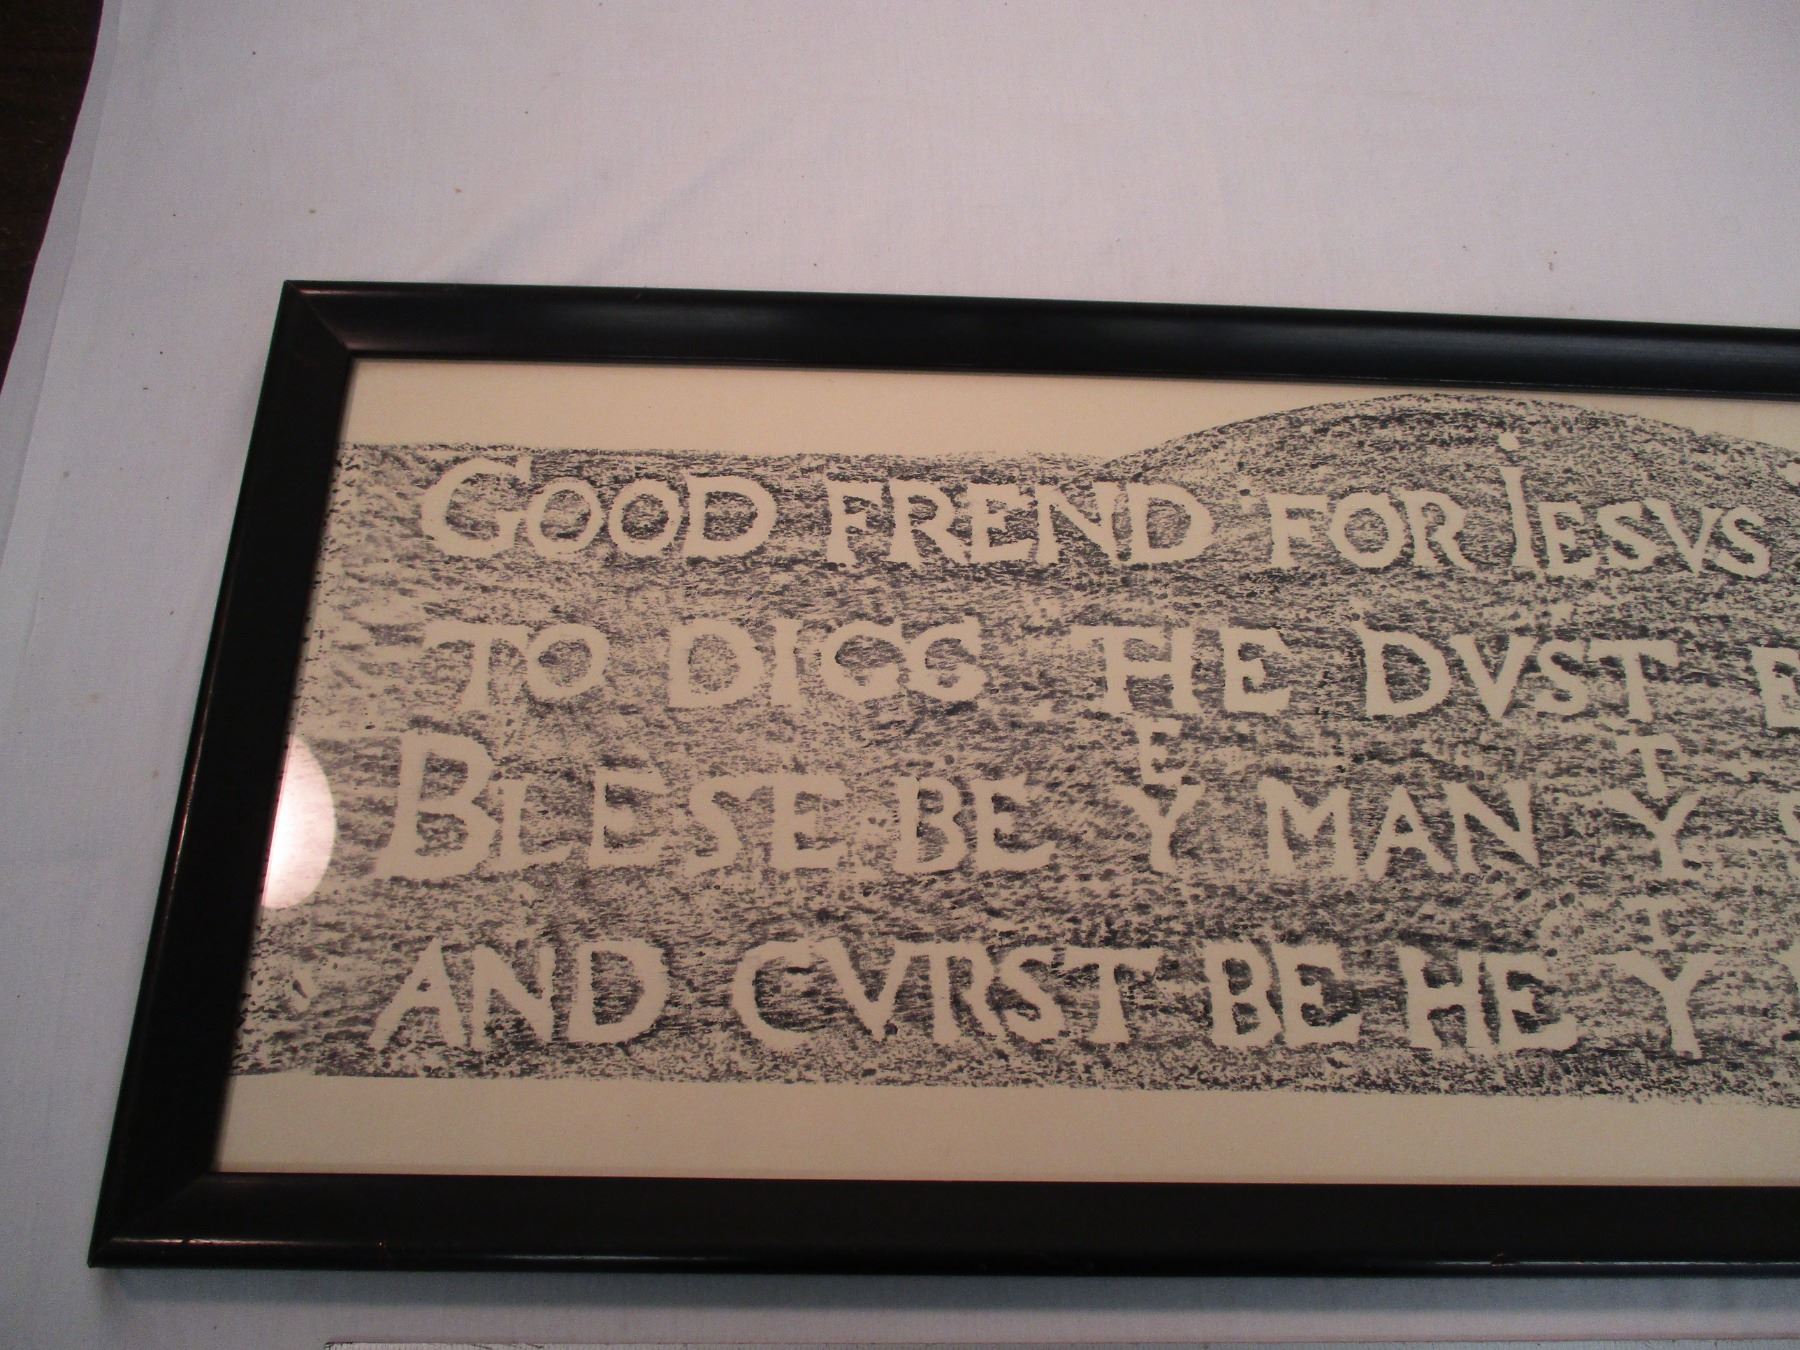 GOOD FREND FOR IESVS
TO DIGG THE DVST E
BLESE BE Yᴱ MAN Yᵀ
AND CVRST BE HE Yᵀ